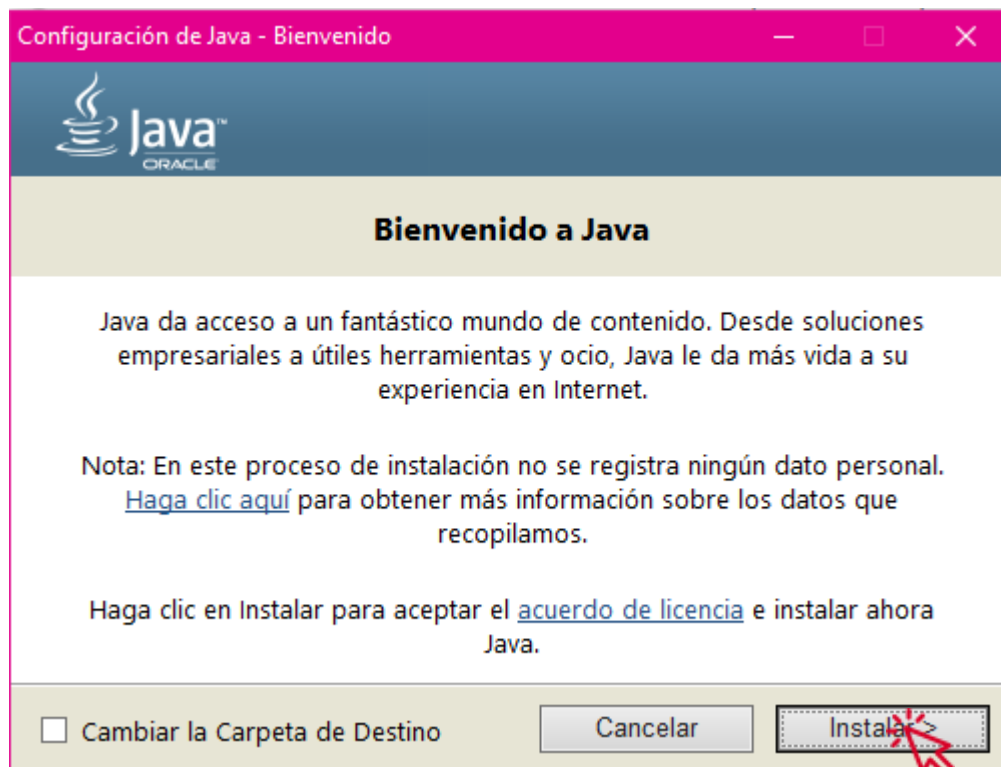 Configuración de Java - Bienvenido
Java™
ORACLE
Bienvenido a Java
Java da acceso a un fantástico mundo de contenido. Desde soluciones
empresariales a útiles herramientas y ocio, Java le da más vida a su
experiencia en Internet.
Nota: En este proceso de instalación no se registra ningún dato personal.
Haga clic aquí para obtener más información sobre los datos que
recopilamos.
Haga clic en Instalar para aceptar el acuerdo de licencia e instalar ahora
Java.
Cambiar la Carpeta de Destino
Cancelar
Instalar >